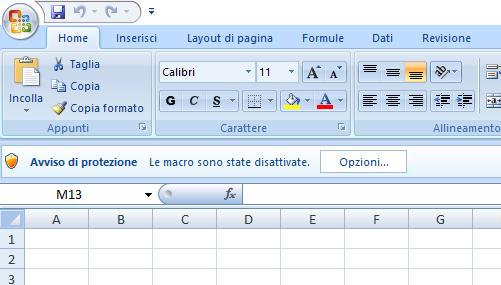 Home Inserisci Layout di pagina Formule Dati Revisione
Taglia
Copia
Copia formato
Incolla
Appunti
Calibri 11 A A
G C S A
Carattere
Allineamento
Avviso di protezione Le macro sono state disattivate. Opzioni...
M13 fx
A B C D E F G
1
2
3